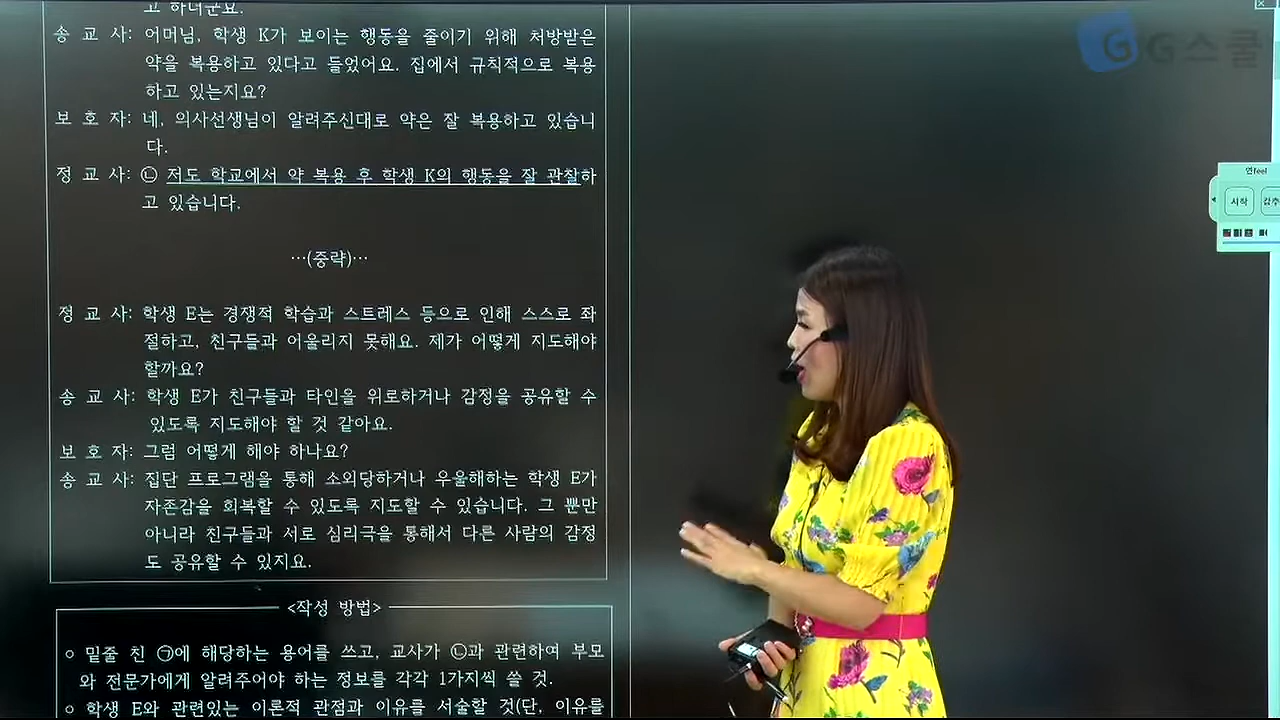 고 하더군요.
송 교 사: 어머님, 학생 K가 보이는 행동을 줄이기 위해 처방받은
약을 복용하고 있다고 들었어요. 집에서 규칙적으로 복용
하고 있는지요?
보 호 자: 네, 의사선생님이 알려주신대로 약은 잘 복용하고 있습니
다.
정 교 사: ㉡ 저도 학교에서 약 복용 후 학생 K의 행동을 잘 관찰하
고 있습니다.
…(중략)…
정 교 사: 학생 E는 경쟁적 학습과 스트레스 등으로 인해 스스로 좌
절하고, 친구들과 어울리지 못해요. 제가 어떻게 지도해야
할까요?
송 교 사: 학생 E가 친구들과 타인을 위로하거나 감정을 공유할 수
있도록 지도해야 할 것 같아요.
보 호 자: 그럼 어떻게 해야 하나요?
송 교 사: 집단 프로그램을 통해 소외당하거나 우울해하는 학생 E가
자존감을 회복할 수 있도록 지도할 수 있습니다. 그 뿐만
아니라 친구들과 서로 심리극을 통해서 다른 사람의 감정
도 공유할 수 있지요.
<작성 방법>
○ 밑줄 친 ㉠에 해당하는 용어를 쓰고, 교사가 ㉡과 관련하여 부모
와 전문가에게 알려주어야 하는 정보를 각각 1가지씩 쓸 것.
○ 학생 E와 관련있는 이론적 관점과 이유를 서술할 것(단, 이유를
G G스쿨
판feel
시작